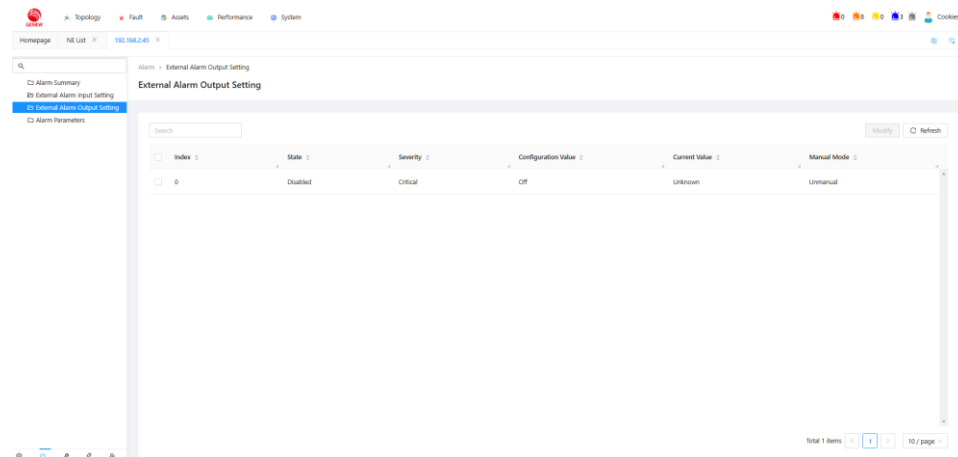 GENEW
Topology Fault Assets Performance System 0 8 0 3 Cookies
Homepage NE List × 192.168.2.45 ×
Alarm > External Alarm Output Setting
External Alarm Output Setting
Alarm Summary
External Alarm Input Setting
External Alarm Output Setting
Alarm Parameters
Search Modify Refresh
Index State Severity Configuration Value Current Value Manual Mode
0 Disabled Critical Off Unknown Unmanual
Total 1 items < 1 > 10 / page